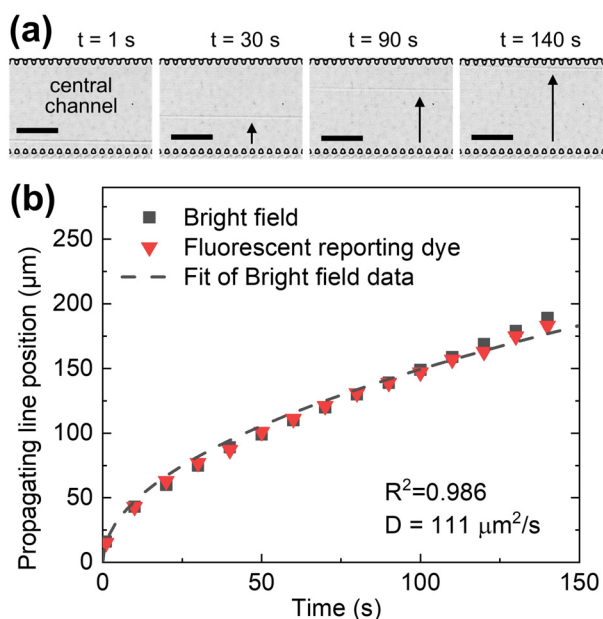 (a)
t = 1 s t = 30 s t = 90 s t = 140 s
central
channel
(b)
Bright field
Fluorescent reporting dye
Fit of Bright field data
Propagating line position (µm)
250
200
150
100
50
0
R²=0.986
D = 111 µm²/s
0 50 100 150
Time (s)